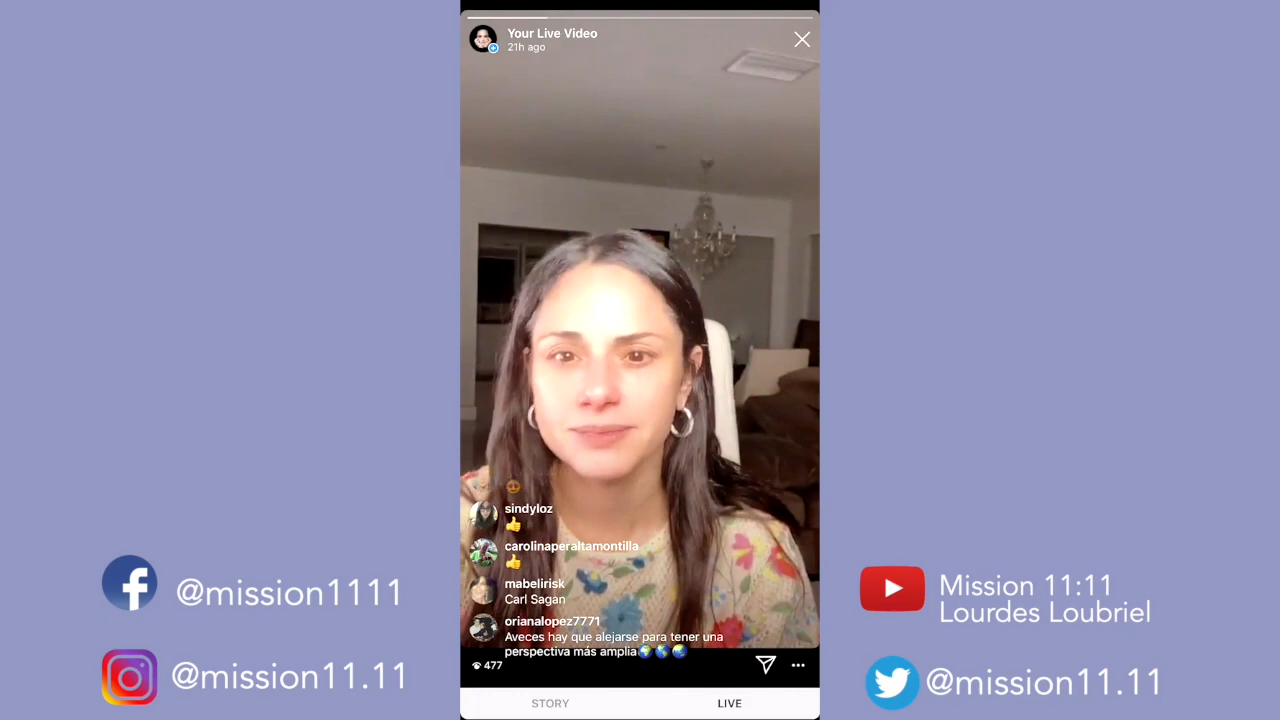 Your Live Video
21h ago
sindyloz
👍
carolinaperaltamontilla
👍
mabelirisk
Carl Sagan
orianalopez7771
Aveces hay que alejarse para tener una
perspectiva más amplia🌍🌎🌏
477
STORY
LIVE
@mission1111
@mission11.11
Mission 11:11
Lourdes Loubriel
@mission11.11